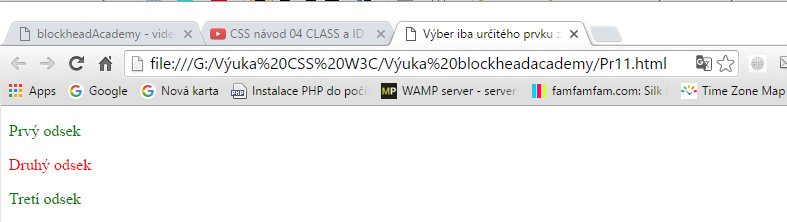 blockheadAcademy - vide
CSS návod 04 CLASS a ID
Výber iba určitého prvku z
file:///G:/Výuka%20CSS%20W3C/Výuka%20blockheadacademy/Pr11.html
Apps
Google
Nová karta
Instalace PHP do počí
WAMP server - server
famfamfam.com: Silk I
Time Zone Map
Prvý odsek
Druhý odsek
Tretí odsek